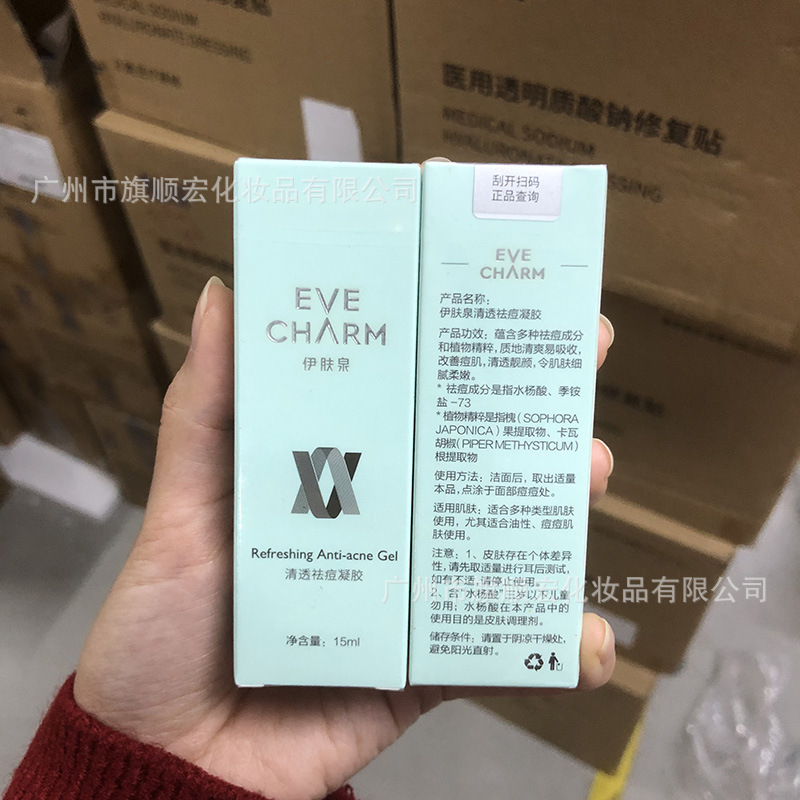 MEDICAL SODIUM
医用透明质酸钠修复贴
MEDICAL SODIUM
广州市旗顺宏化妆品有限公司
EVE
CHARM
伊肤泉
Refreshing Anti-acne Gel
清透祛痘凝胶
净含量：15ml
刮开扫码
正品查询
EVE
CHARM
产品名称：
伊肤泉清透祛痘凝胶
产品功效：蕴含多种祛痘成分
和植物精粹，质地清爽易吸收，
改善痘肌，清透靓颜，令肌肤细
腻柔嫩。
* 祛痘成分是指水杨酸、季铵
盐-73
*植物精粹是指槐（SOPHORA
JAPONICA）果提取物、卡瓦
胡椒(PIPER METHYSTICUM)
根提取物
使用方法：洁面后，取出适量
本品，点涂于面部痘痘处。
适用肌肤：适合多种类型肌肤
使用，尤其适合油性、痘痘肌
肤使用。
注意：1、皮肤存在个体差异
性，请先取适量进行耳后测试，
如有不适，请停止使用。
2、含“水杨酸”三岁以下儿童
勿用；水杨酸在本产品中的
使用目的是皮肤调理剂。
储存条件：请置于阴凉干燥处，
避免阳光直射。
广州市旗顺宏化妆品有限公司